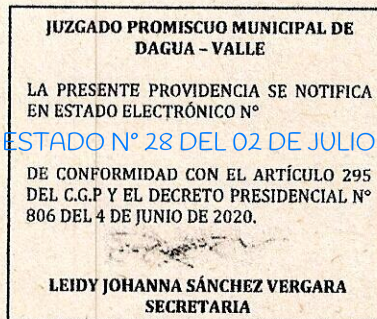 JUZGADO PROMISCUO MUNICIPAL DE
DAGUA – VALLE
LA PRESENTE PROVIDENCIA SE NOTIFICA
EN ESTADO ELECTRÓNICO Nº
ESTADO N° 28 DEL 02 DE JULIO
DE CONFORMIDAD CON EL ARTÍCULO 295
DEL C.G.P Y EL DECRETO PRESIDENCIAL Nº
806 DEL 4 DE JUNIO DE 2020.
LEIDY JOHANNA SÁNCHEZ VERGARA
SECRETARIA